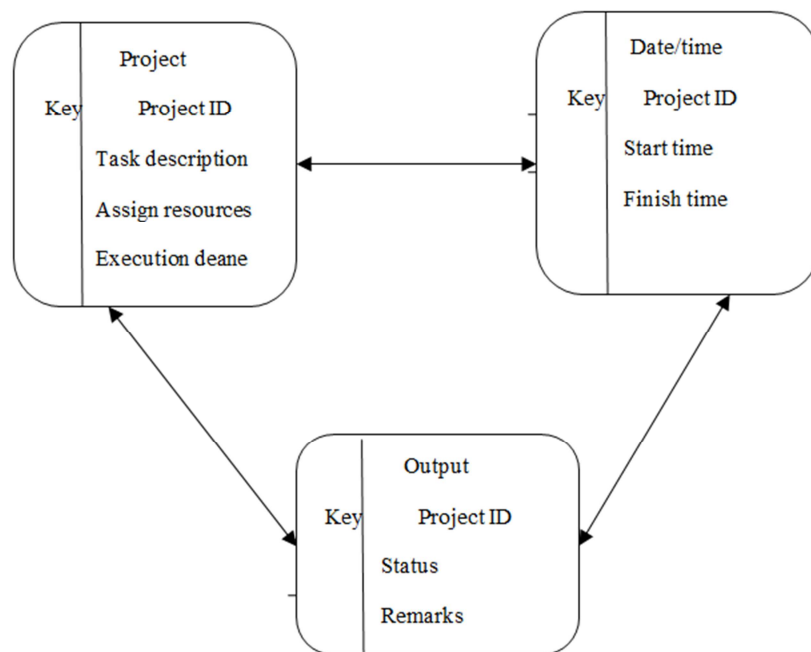 Project
Key Project ID
Task description
Assign resources
Execution deane
Date/time
Key Project ID
Start time
Finish time
Output
Key Project ID
Status
Remarks